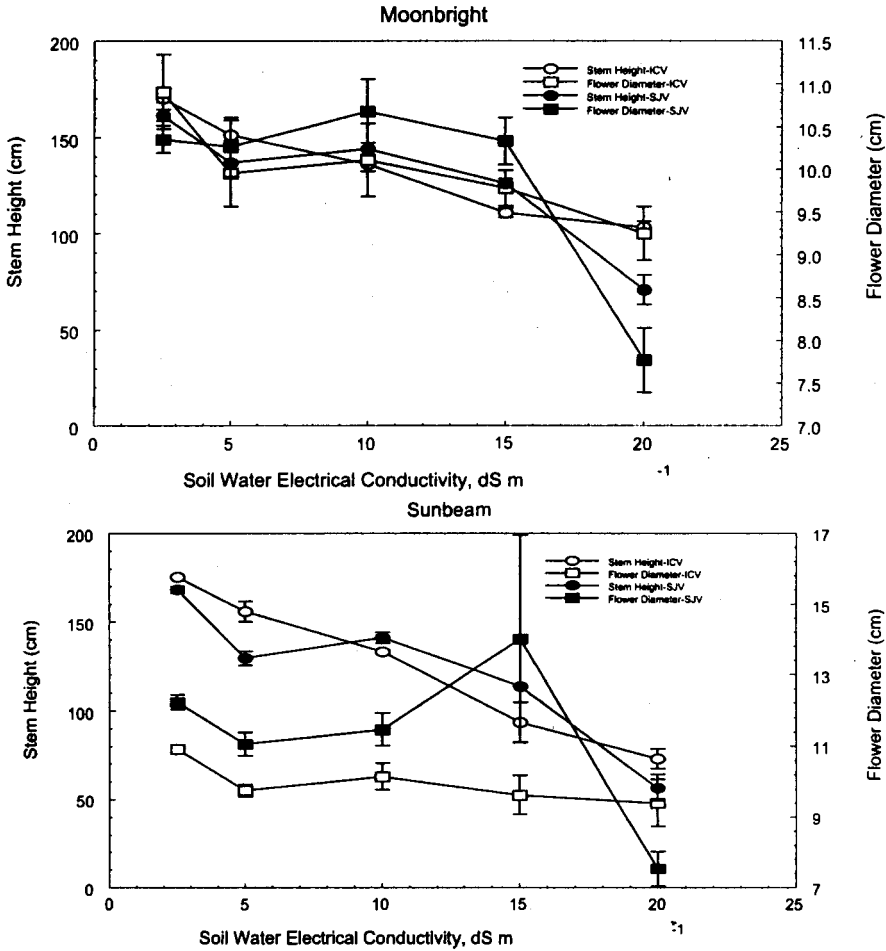 Moonbright
200
150
100
50
0
Stem Height (cm)
11.5
11.0
10.5
10.0
9.5
9.0
8.5
8.0
7.5
7.0
Flower Diameter (cm)
Stem Height-ICV
Flower Diameter-ICV
Stem Height-SJV
Flower Diameter-SJV
0 5 10 15 20 25
Soil Water Electrical Conductivity, dS m -1
Sunbeam
200
150
100
50
0
Stem Height (cm)
17
15
13
11
9
7
Flower Diameter (cm)
Stem Height-ICV
Flower Diameter-ICV
Stem Height-SJV
Flower Diameter-SJV
0 5 10 15 20 25
Soil Water Electrical Conductivity, dS m -1